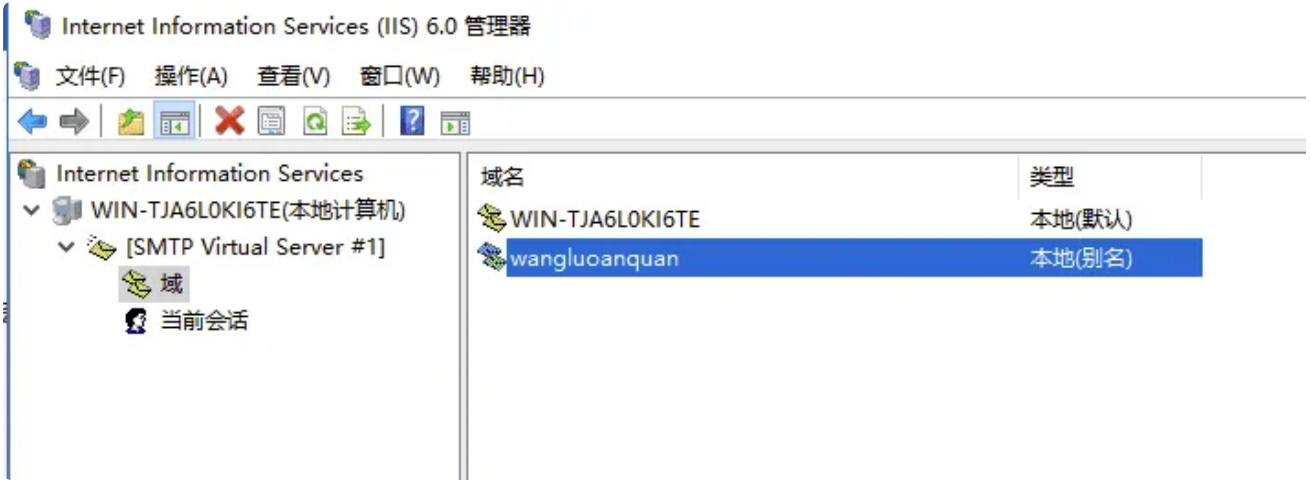 Internet Information Services (IIS) 6.0 管理器
文件(F) 操作(A) 查看(V) 窗口(W) 帮助(H)
Internet Information Services
WIN-TJA6L0KI6TE(本地计算机)
[SMTP Virtual Server #1]
域
当前会话
域名 类型
WIN-TJA6L0KI6TE 本地(默认)
wangluoanquan 本地(别名)